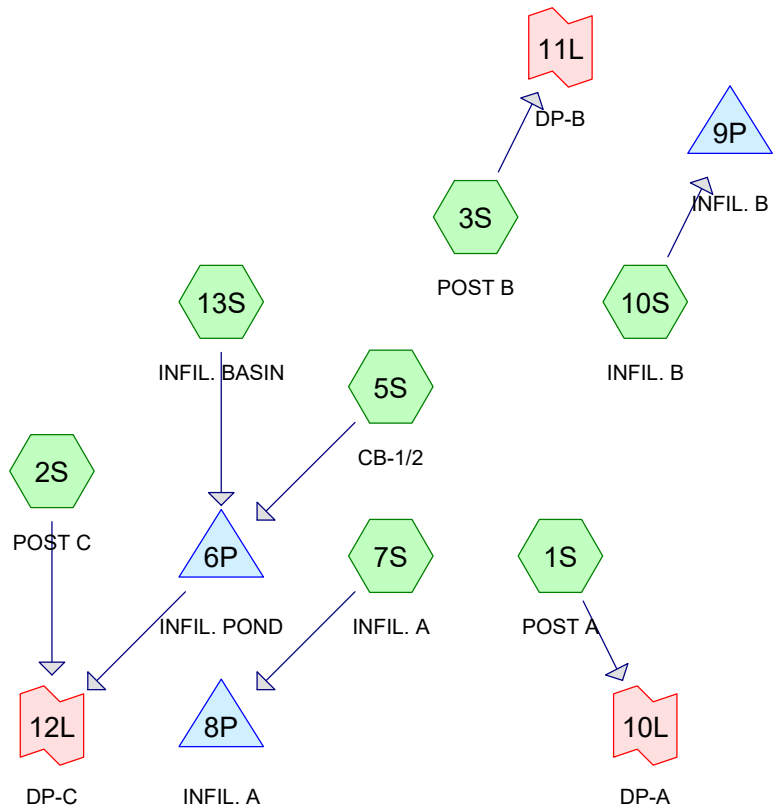 11L
DP-B
9P
INFIL. B
3S
POST B
13S
INFIL. BASIN
10S
INFIL. B
5S
CB-1/2
2S
POST C
6P
INFIL. POND
7S
INFIL. A
1S
POST A
12L
DP-C
8P
INFIL. A
10L
DP-A